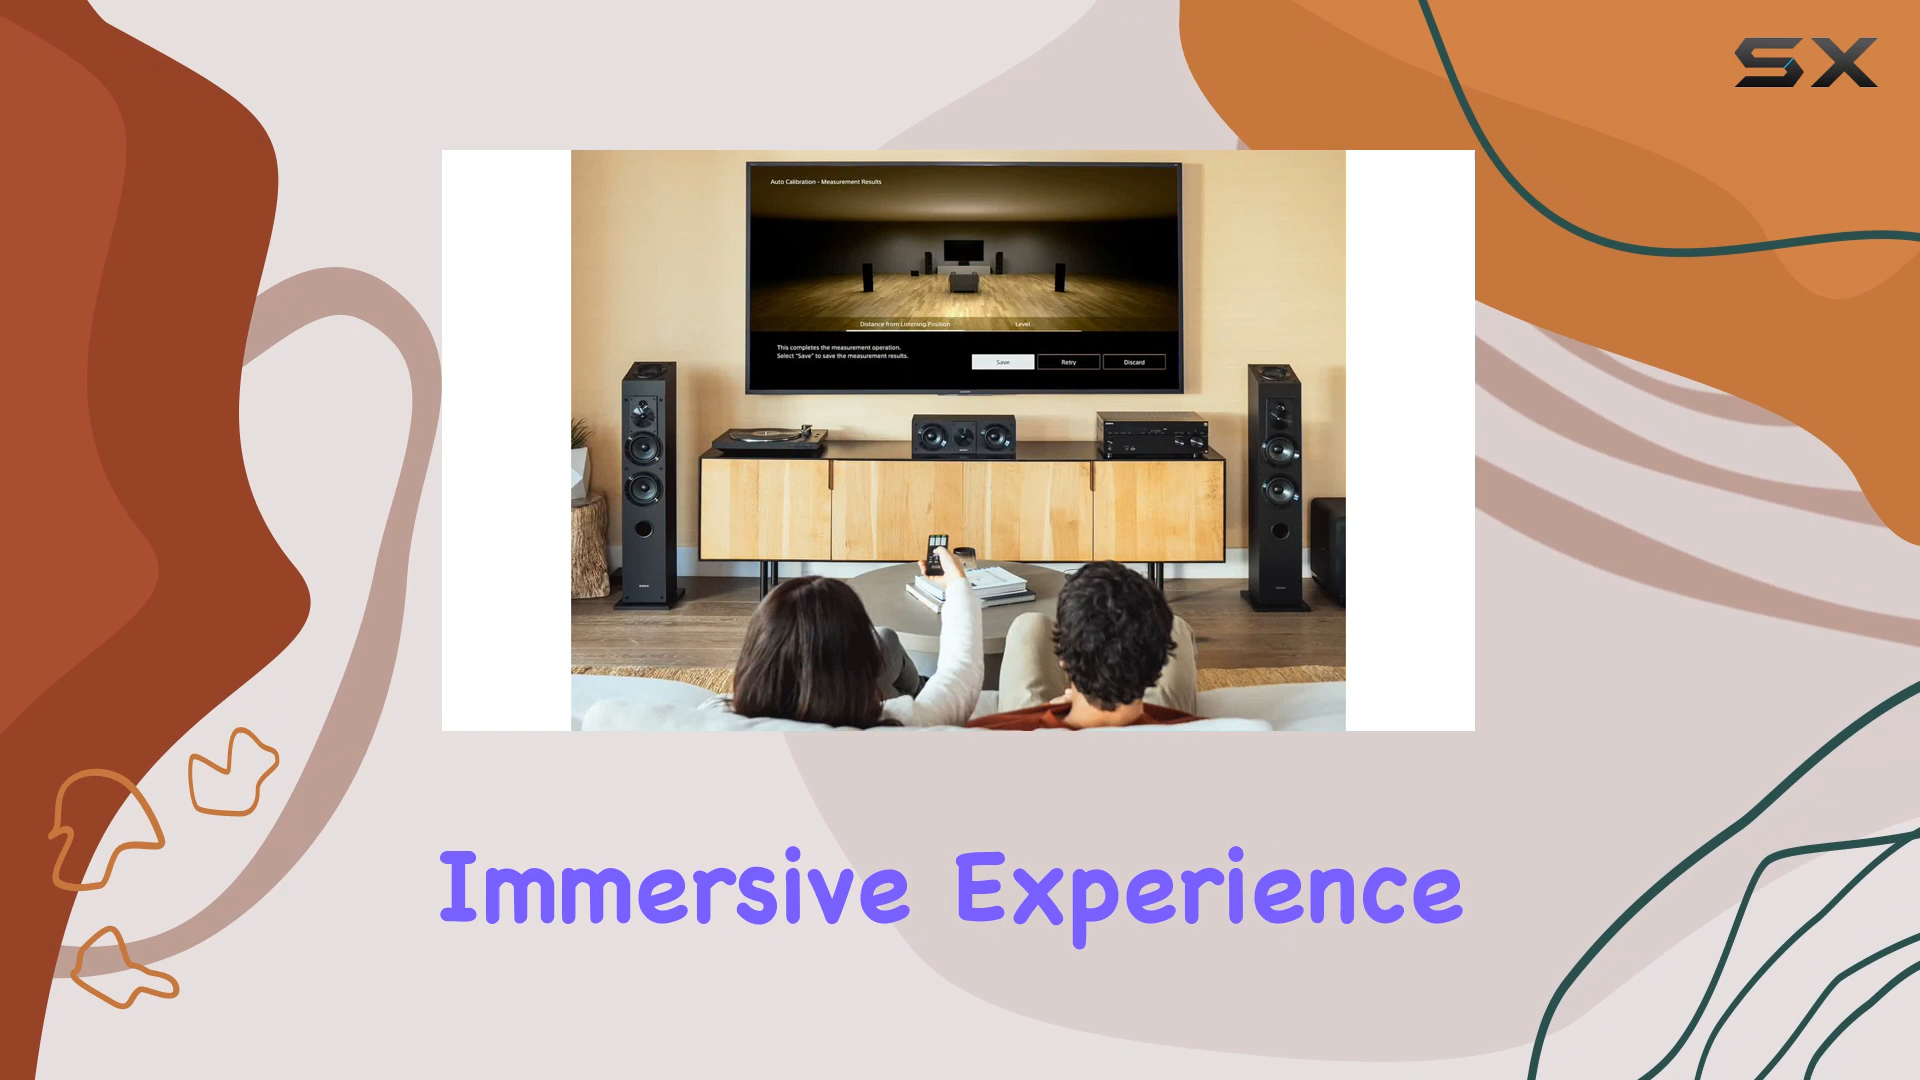 SX
Auto Calibration - Measurement Results
Distance from Listening Position Level
This completes the measurement operation.
Select "Save" to save the measurement results.
Save Retry Discard
Immersive Experience